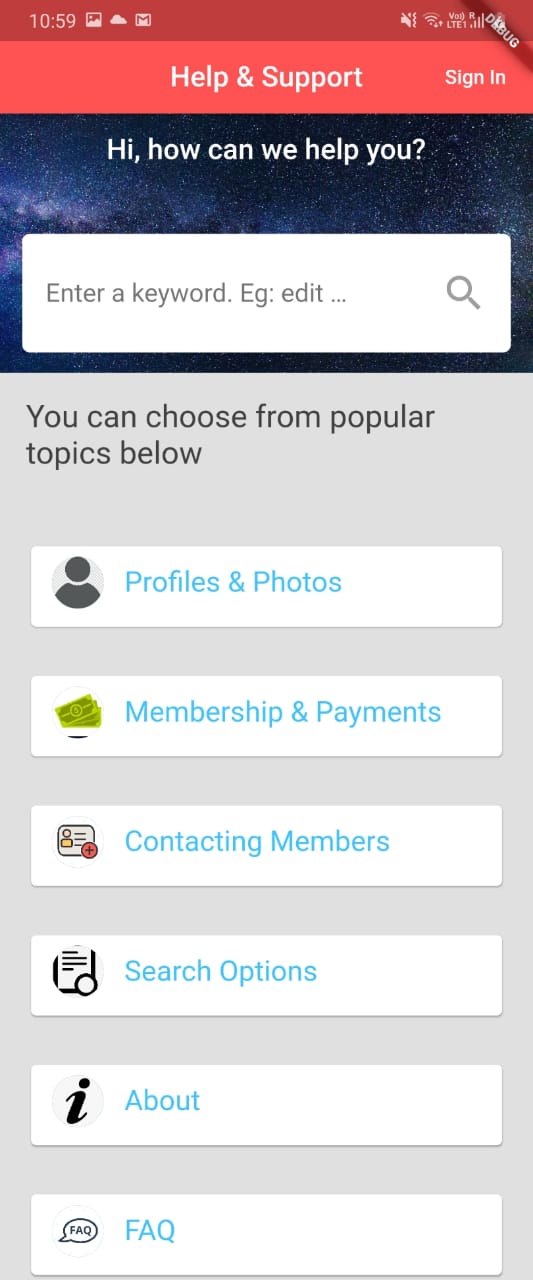 10:59
Vo)) R
LTE1
DEBUG
Help & Support
Sign In
Hi, how can we help you?
Enter a keyword. Eg: edit ...
You can choose from popular
topics below
Profiles & Photos
Membership & Payments
Contacting Members
Search Options
About
FAQ
FAQ